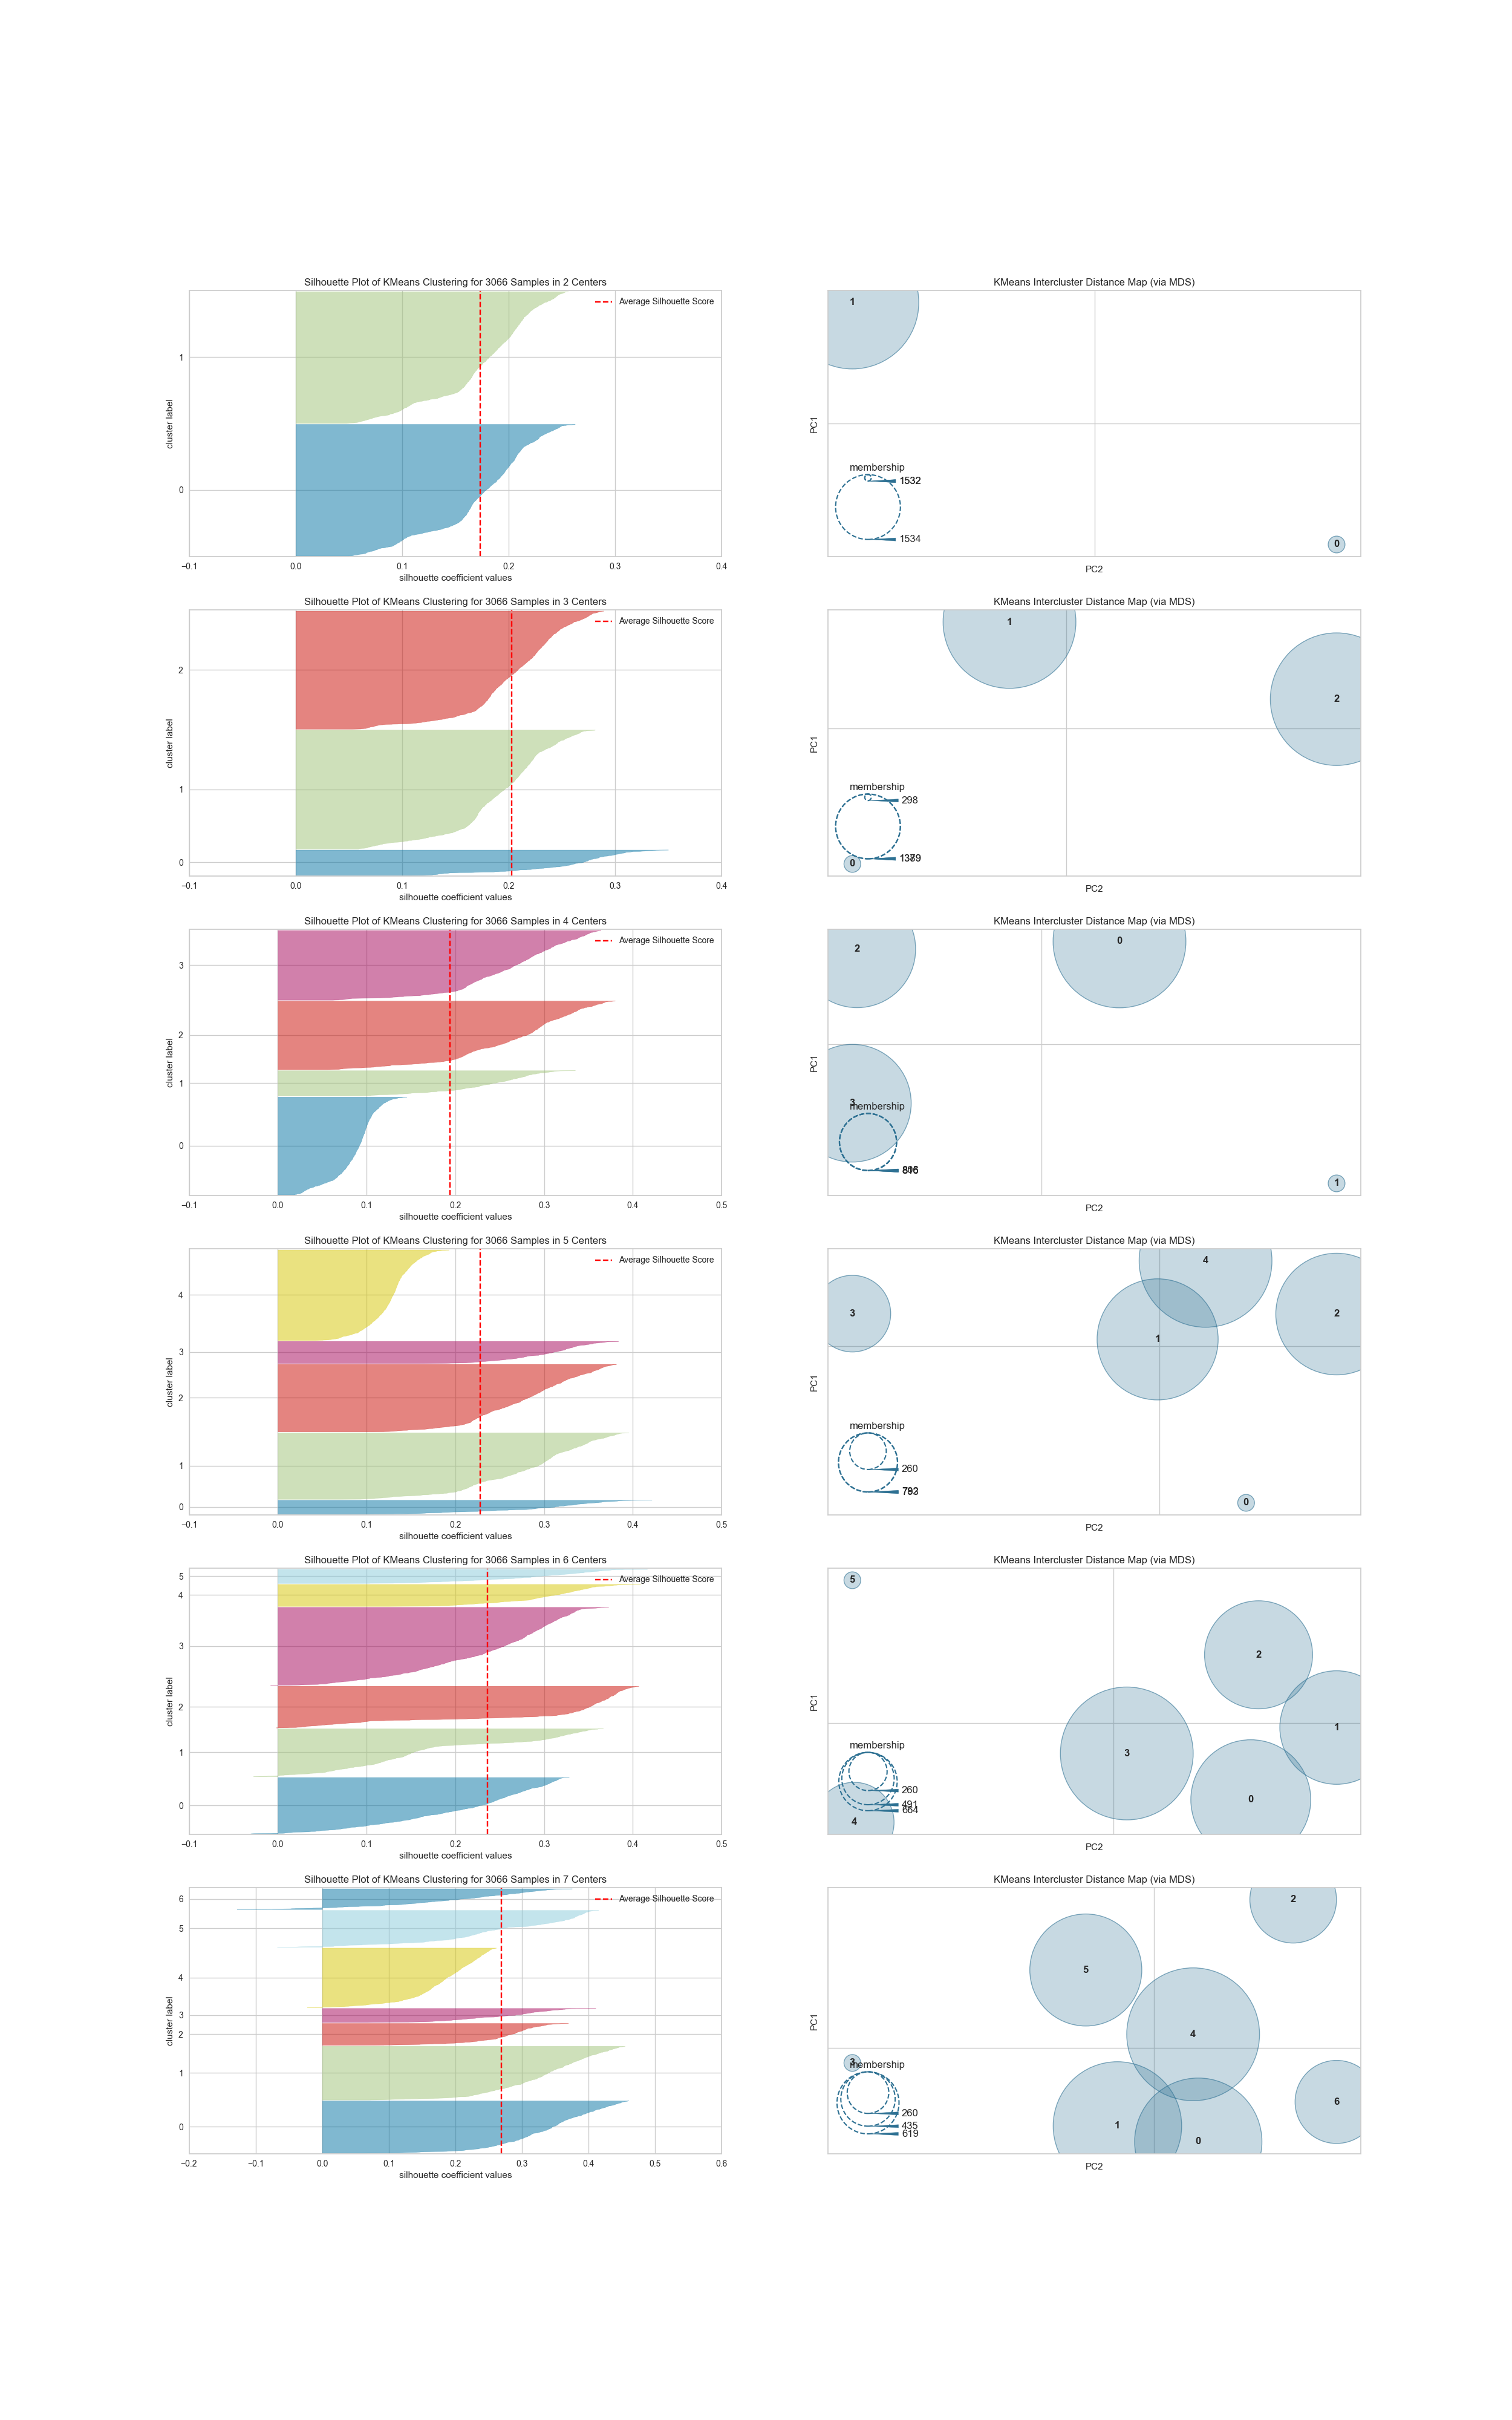 Silhouette Plot of KMeans Clustering for 3066 Samples in 2 Centers
Average Silhouette Score
cluster label
1
0
−0.1 0.0 0.1 0.2 0.3 0.4
silhouette coefficient values
KMeans Intercluster Distance Map (via MDS)
1
PC1
membership
1532
1534
0
PC2
Silhouette Plot of KMeans Clustering for 3066 Samples in 3 Centers
Average Silhouette Score
cluster label
2
1
0
−0.1 0.0 0.1 0.2 0.3 0.4
silhouette coefficient values
KMeans Intercluster Distance Map (via MDS)
1
2
PC1
membership
298
0
PC2
Silhouette Plot of KMeans Clustering for 3066 Samples in 4 Centers
Average Silhouette Score
cluster label
3
2
1
0
−0.1 0.0 0.1 0.2 0.3 0.4 0.5
silhouette coefficient values
KMeans Intercluster Distance Map (via MDS)
2
0
PC1
3
membership
1
PC2
Silhouette Plot of KMeans Clustering for 3066 Samples in 5 Centers
Average Silhouette Score
cluster label
4
3
2
1
0
−0.1 0.0 0.1 0.2 0.3 0.4 0.5
silhouette coefficient values
KMeans Intercluster Distance Map (via MDS)
4
3
2
1
PC1
membership
260
0
PC2
Silhouette Plot of KMeans Clustering for 3066 Samples in 6 Centers
Average Silhouette Score
cluster label
5
4
3
2
1
0
−0.1 0.0 0.1 0.2 0.3 0.4 0.5
silhouette coefficient values
KMeans Intercluster Distance Map (via MDS)
5
2
PC1
1
membership
3
260
0
491
664
4
PC2
Silhouette Plot of KMeans Clustering for 3066 Samples in 7 Centers
Average Silhouette Score
cluster label
6
5
4
3
2
1
0
−0.2 −0.1 0.0 0.1 0.2 0.3 0.4 0.5 0.6
silhouette coefficient values
KMeans Intercluster Distance Map (via MDS)
2
5
PC1
4
membership
6
260
1
435
619
0
PC2